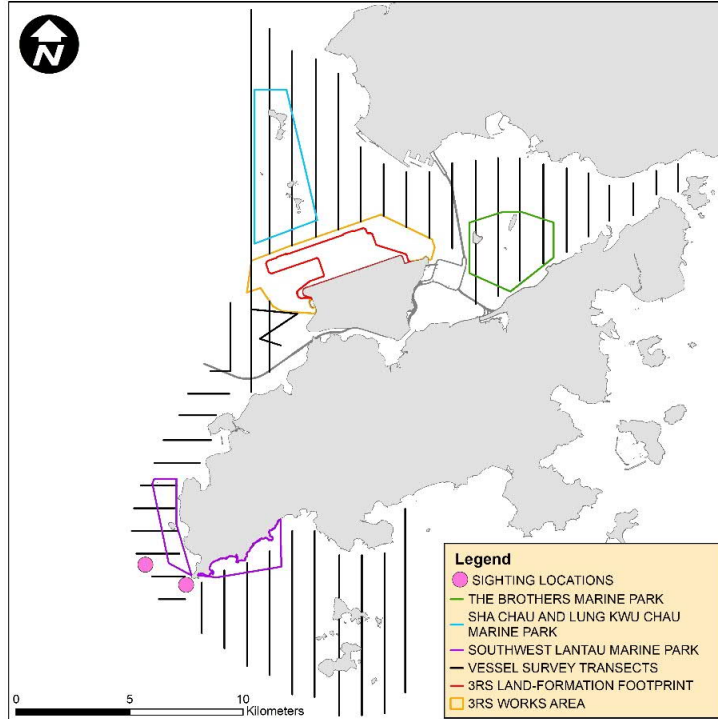 N
Legend
SIGHTING LOCATIONS
THE BROTHERS MARINE PARK
SHA CHAU AND LUNG KWU CHAU
MARINE PARK
SOUTHWEST LANTAU MARINE PARK
VESSEL SURVEY TRANSECTS
3RS LAND-FORMATION FOOTPRINT
3RS WORKS AREA
0 5 10
Kilometers